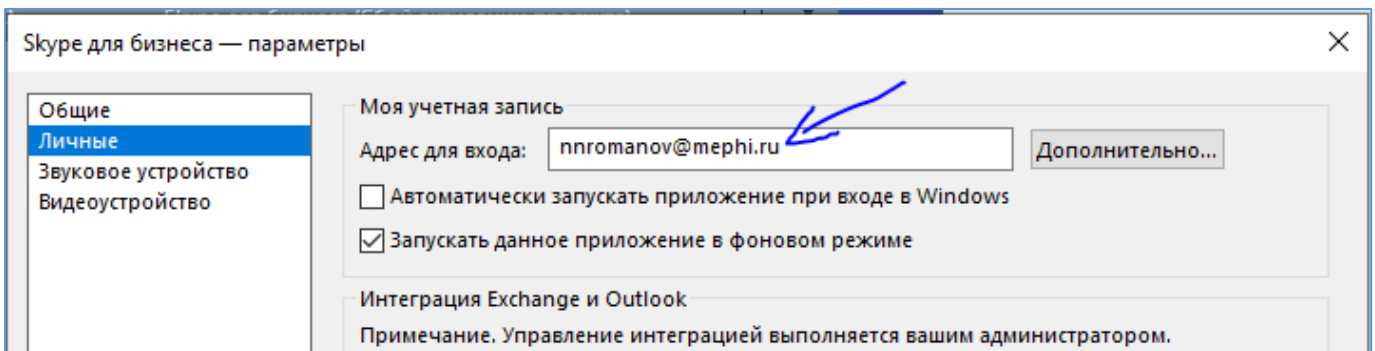 Skype для бизнеса — параметры
Общие
Личные
Звуковое устройство
Видеоустройство
Моя учетная запись
Адрес для входа: nnromanov@mephi.ru Дополнительно...
Автоматически запускать приложение при входе в Windows
Запускать данное приложение в фоновом режиме
Интеграция Exchange и Outlook
Примечание. Управление интеграцией выполняется вашим администратором.